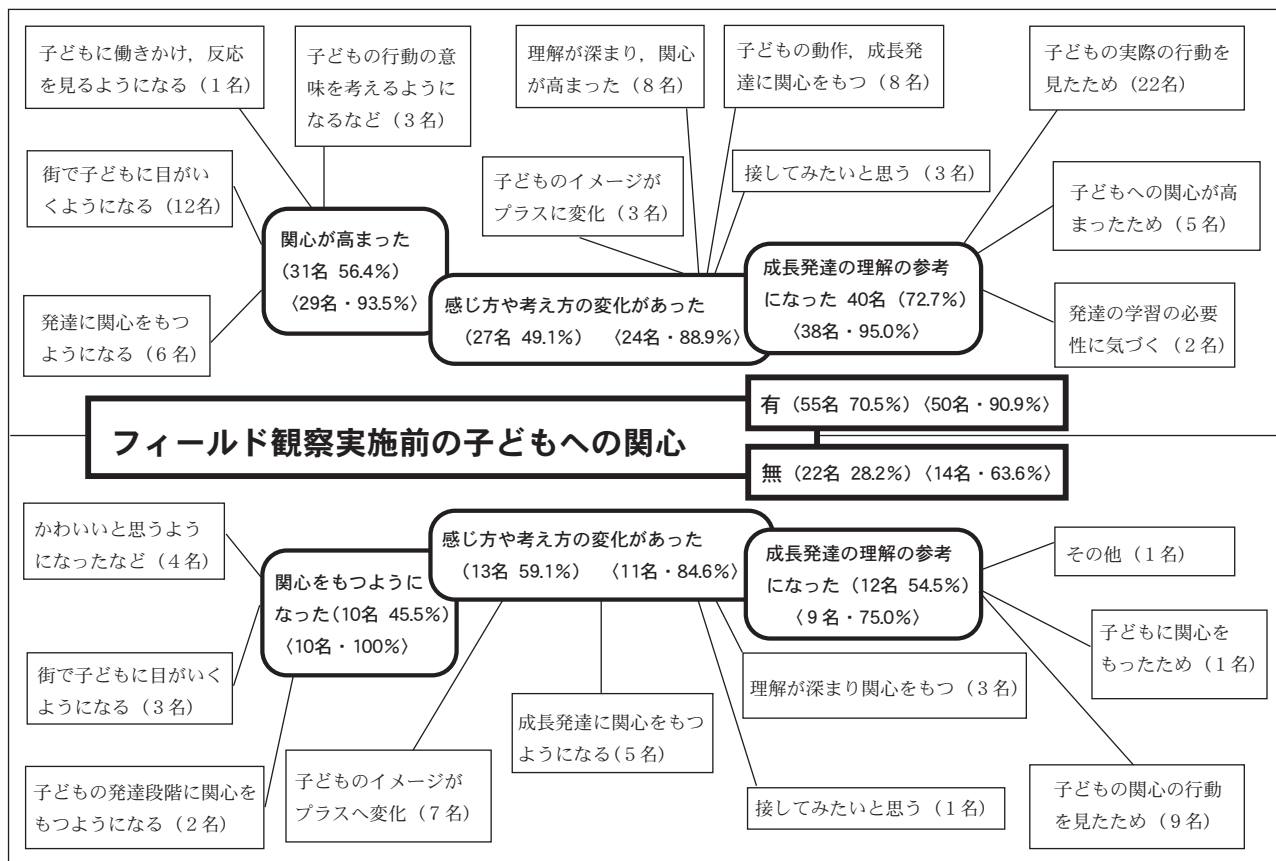 子どもに働きかけ，反応
を見るようになる（１名）
子どもの行動の意
味を考えるように
なるなど（３名）
理解が深まり，関心
が高まった（８名）
子どもの動作，成長発
達に関心をもつ（８名）
子どもの実際の行動を
見たため（22名）
街で子どもに目がい
くようになる（12名）
子どものイメージが
プラスに変化（３名）
接してみたいと思う（３名）
子どもへの関心が高
まったため（５名）
関心が高まった
（31名 56.4%）
〈29名・93.5%〉
感じ方や考え方の変化があった
（27名 49.1%）　〈24名・88.9%〉
成長発達の理解の参考
になった 40名（72.7%）
〈38名・95.0%〉
発達に関心をもつ
ようになる（６名）
発達の学習の必要
性に気づく（２名）
フィールド観察実施前の子どもへの関心
有（55名 70.5%）〈50名・90.9%〉
無（22名 28.2%）〈14名・63.6%〉
かわいいと思うよう
になったなど（４名）
関心をもつように
なった（10名 45.5%）
〈10名・100%〉
感じ方や考え方の変化があった
（13名 59.1%）　〈11名・84.6%〉
成長発達の理解の参考
になった（12名 54.5%）
〈９名・75.0%〉
その他（１名）
子どもに関心を
もったため（１名）
街で子どもに目がいく
ようになる（３名）
成長発達に関心をもつ
ようになる（５名）
理解が深まり関心をもつ（３名）
子どもの発達段階に関心を
もつようになる（２名）
子どものイメージが
プラスへ変化（７名）
接してみたいと思う（１名）
子どもの関心の行動
を見たため（９名）